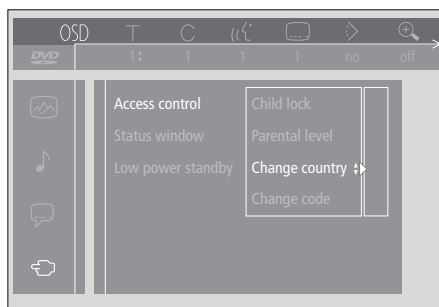 OSD T C
DVD 1 1 1 1 no off
Access control Child lock
Status window Parental level
Low power standby Change country
Change code